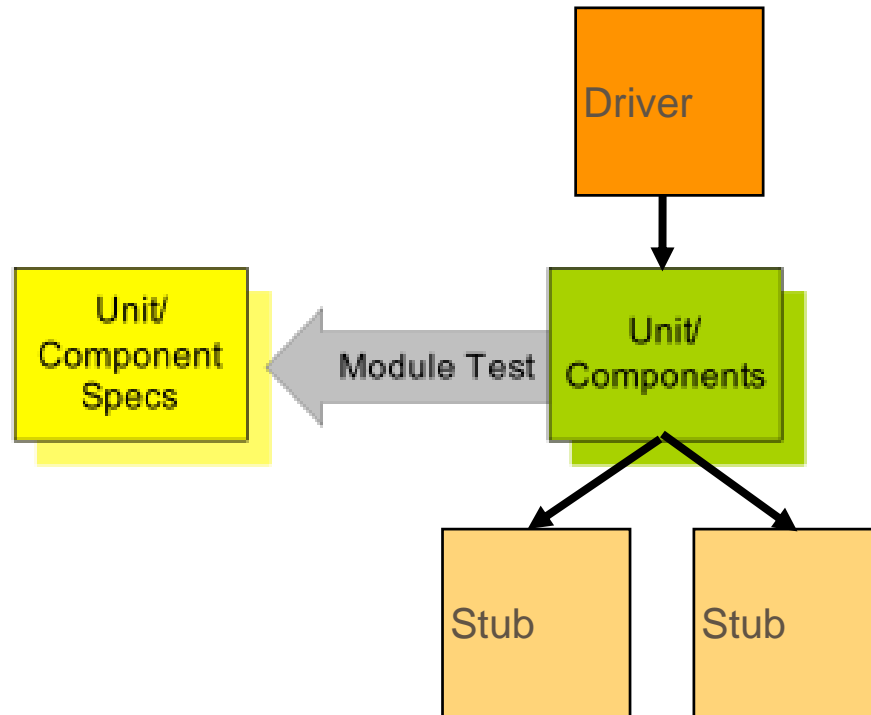 Driver
Unit/
Component
Specs
Module Test
Unit/
Components
Stub
Stub